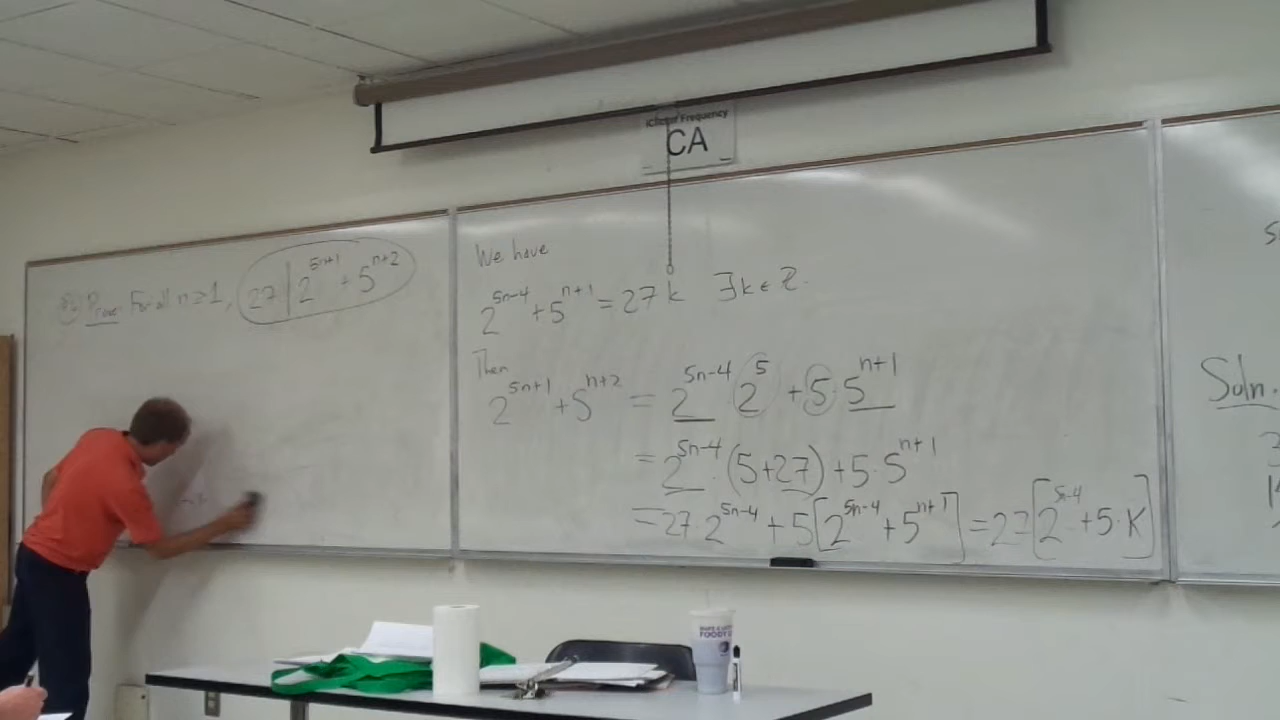 Prove: For all n ≥ 1, 27 | 2^{5n+1} + 5^{n+2}
iClicker Frequency
CA
We have
2^{5n-4} + 5^{n+1} = 27k ∃k ∈ ℤ.
Then
2^{5n+1} + 5^{n+2} = 2^{5n-4} · 2^5 + 5 · 5^{n+1}
= 2^{5n-4} · (5+27) + 5 · 5^{n+1}
= 27 · 2^{5n-4} + 5[2^{5n-4} + 5^{n+1}] = 27[2^{5n-4} + 5·K]
Soln.